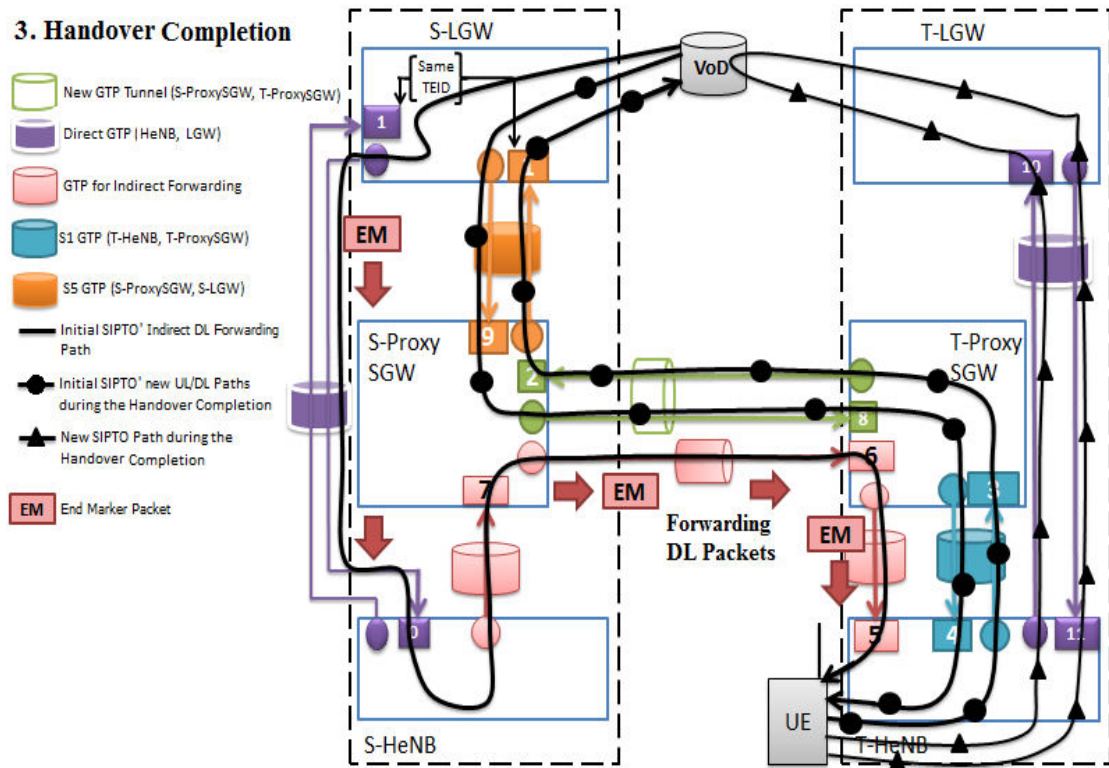 3. Handover Completion
New GTP Tunnel (S-ProxySGW, T-ProxySGW)
Direct GTP (HeNB, LGW)
GTP for Indirect Forwarding
S1 GTP (T-HeNB, T-ProxySGW)
S5 GTP (S-ProxySGW, S-LGW)
Initial SIPTO' Indirect DL Forwarding
Path
Initial SIPTO' new UL/DL Paths
during the Handover Completion
New SIPTO Path during the
Handover Completion
EM
End Marker Packet
S-LGW
Same
TEID
1
1
VoD
T-LGW
10
EM
S-Proxy
SGW
9
2
7
T-Proxy
SGW
8
6
3
EM
Forwarding
DL Packets
EM
0
S-HeNB
5
4
11
UE
T-HeNB